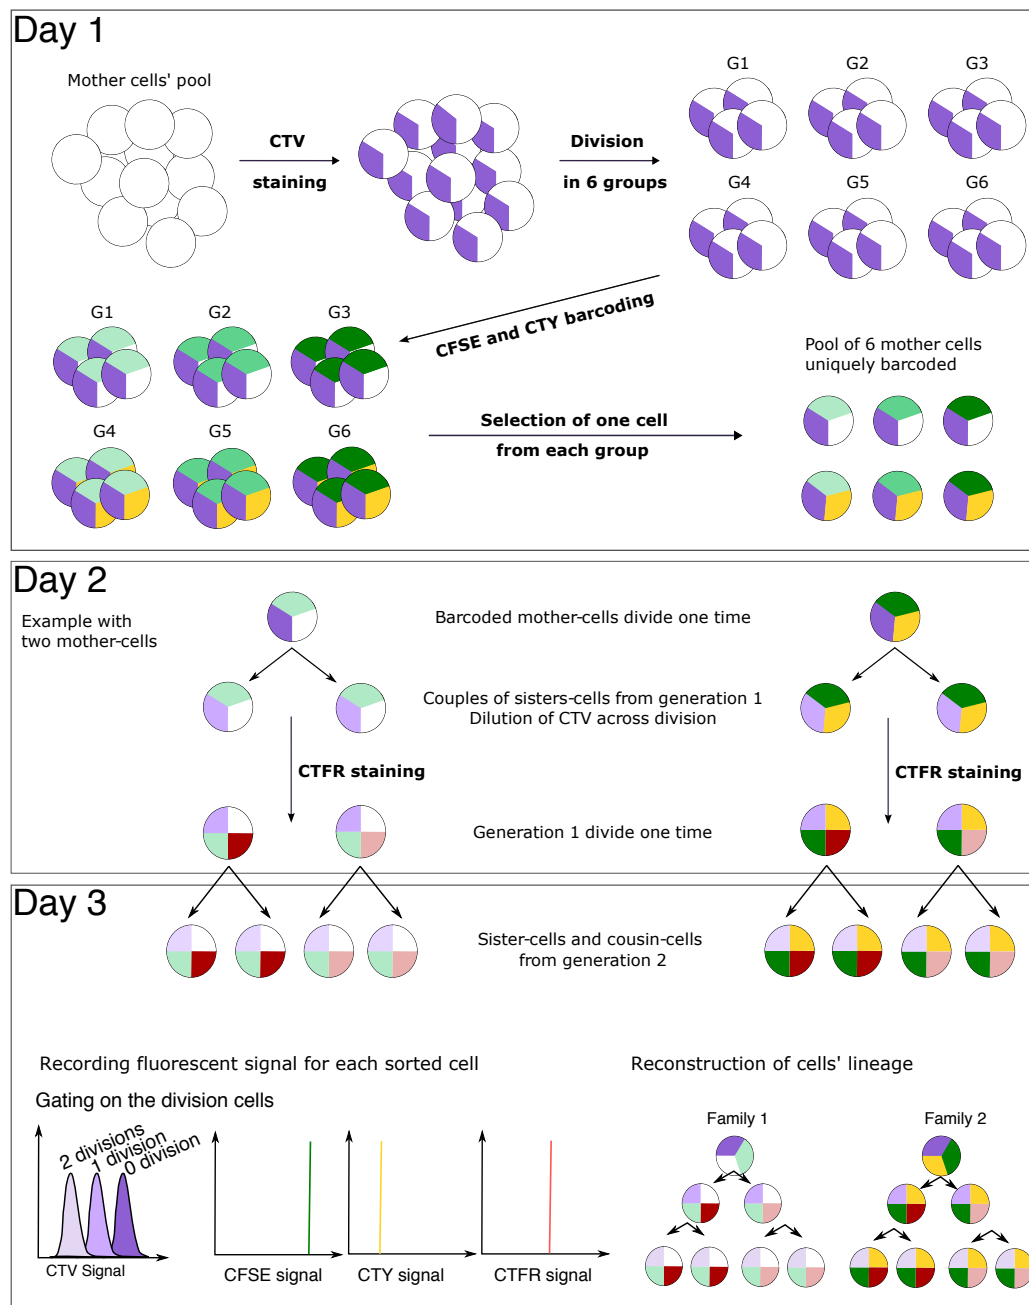 Day 1
Mother cells' pool
CTV
staining
Division
in 6 groups
G1
G2
G3
G4
G5
G6
CFSE and CTY barcoding
G1
G2
G3
G4
G5
G6
Selection of one cell
from each group
Pool of 6 mother cells
uniquely barcoded
Day 2
Example with
two mother-cells
Barcoded mother-cells divide one time
Couples of sisters-cells from generation 1
Dilution of CTV across division
CTFR staining
CTFR staining
Generation 1 divide one time
Day 3
Sister-cells and cousin-cells
from generation 2
Recording fluorescent signal for each sorted cell
Gating on the division cells
2 divisions
1 division
0 division
CTV Signal
CFSE signal
CTY signal
CTFR signal
Reconstruction of cells' lineage
Family 1
Family 2